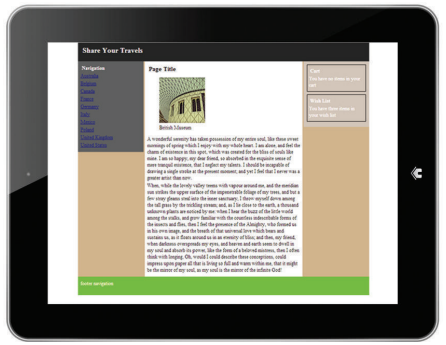 Share Your Travels
Navigation
Australia
Belgium
Canada
France
Germany
Italy
Mexico
Poland
United Kingdom
United States
Page Title
British Museum
A wonderful serenity has taken possession of my entire soul, like these sweet
mornings of spring which I enjoy with my whole heart. I am alone, and feel the
charm of existence in this spot, which was created for the bliss of souls like
mine. I am so happy, my dear friend, so absorbed in the exquisite sense of
mere tranquil existence, that I neglect my talents. I should be incapable of
drawing a single stroke at the present moment; and yet I feel that I never was a
greater artist than now.
When, while the lovely valley teems with vapour around me, and the meridian
sun strikes the upper surface of the impenetrable foliage of my trees, and but a
few stray gleams steal into the inner sanctuary, I throw myself down among
the tall grass by the trickling stream; and, as I lie close to the earth, a thousand
unknown plants are noticed by me: when I hear the buzz of the little world
among the stalks, and grow familiar with the countless indescribable forms of
the insects and flies, then I feel the presence of the Almighty, who formed us
in his own image, and the breath of that universal love which bears and
sustains us, as it floats around us in an eternity of bliss; and then, my friend,
when darkness overspreads my eyes, and heaven and earth seem to dwell in
my soul and absorb its power, like the form of a beloved mistress, then I often
think with longing, Oh, would I could describe these conceptions, could
impress upon paper all that is living so full and warm within me, that it might
be the mirror of my soul, as my soul is the mirror of the infinite God!
Cart
You have no items in your
cart
Wish List
You have three items in
your wish list
footer navigation